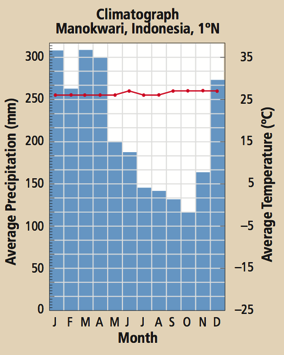 Climatograph
Manokwari, Indonesia, 1°N
Average Precipitation (mm)
300
250
200
150
100
50
0
35
25
15
5
–5
–15
–25
Average Temperature (°C)
J F M A M J J A S O N D
Month